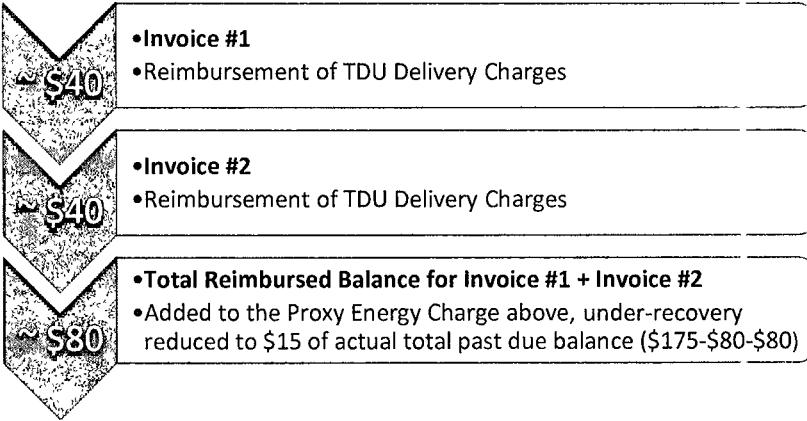 ~ $40
•Invoice #1
•Reimbursement of TDU Delivery Charges
~ $40
•Invoice #2
•Reimbursement of TDU Delivery Charges
~ $80
•Total Reimbursed Balance for Invoice #1 + Invoice #2
•Added to the Proxy Energy Charge above, under-recovery
reduced to $15 of actual total past due balance ($175-$80-$80)